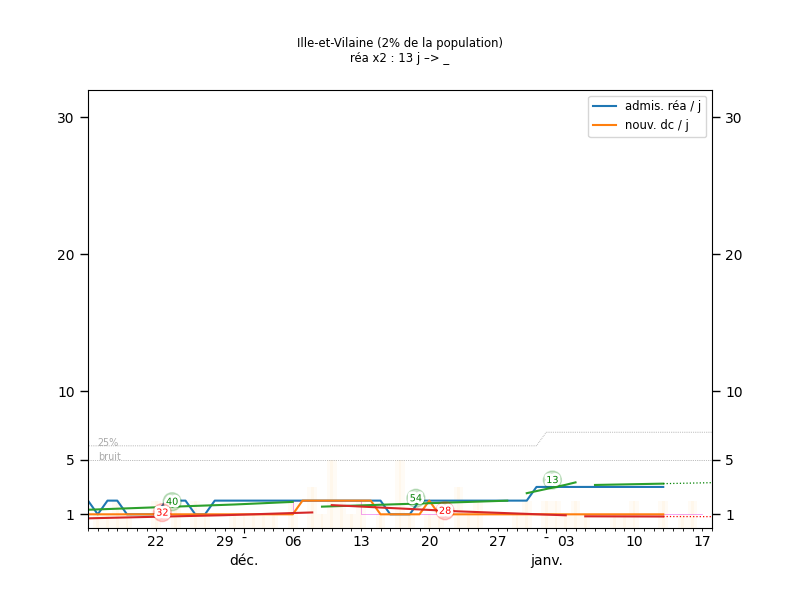 Ille-et-Vilaine (2% de la population)
réa x2 : 13 j –> _
admis. réa / j
nouv. dc / j
30 30
20 20
10 10
25%
bruit
5 5
13
40 54
32 28
1 1
22 29 - 06 13 20 27 - 03 10 17
déc. janv.